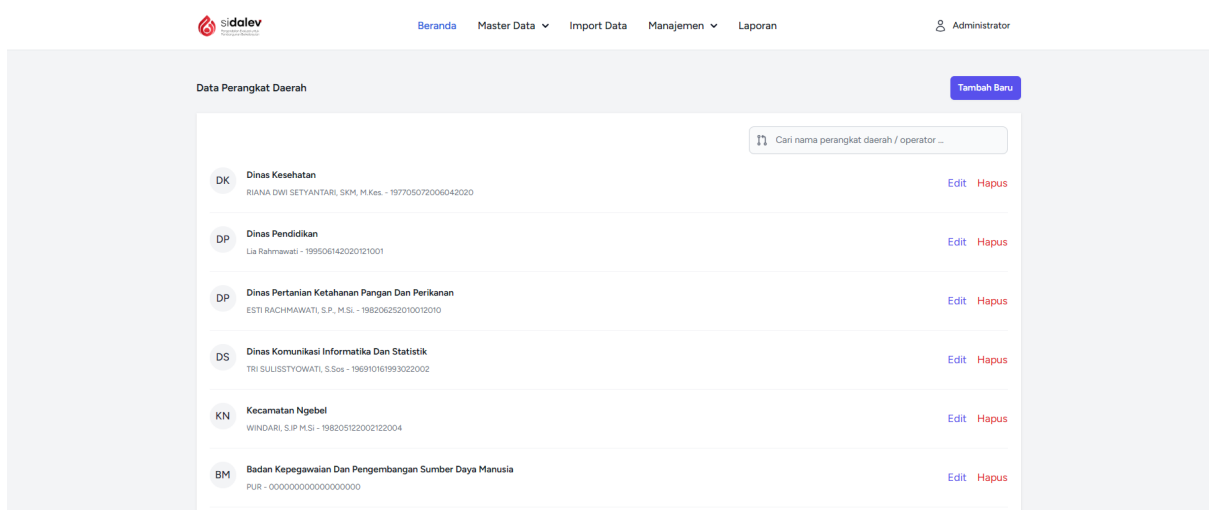 sidalev
Beranda Master Data Import Data Manajemen Laporan Administrator
Data Perangkat Daerah Tambah Baru
Cari nama perangkat daerah / operator ...
DK Dinas Kesehatan
RIANA DWI SETYANTARI, SKM, M.Kes. - 197705072006042020
Edit Hapus
DP Dinas Pendidikan
Lia Rahmawati - 199506142020121001
Edit Hapus
DP Dinas Pertanian Ketahanan Pangan Dan Perikanan
ESTI RACHMAWATI, S.P., M.Si. - 198206252010012010
Edit Hapus
DS Dinas Komunikasi Informatika Dan Statistik
TRI SULISSTYOWATI, S.Sos - 196910161993022002
Edit Hapus
KN Kecamatan Ngebel
WINDARI, S.IP M.Si - 198205122002122004
Edit Hapus
BM Badan Kepegawaian Dan Pengembangan Sumber Daya Manusia
PUR - 000000000000000000
Edit Hapus